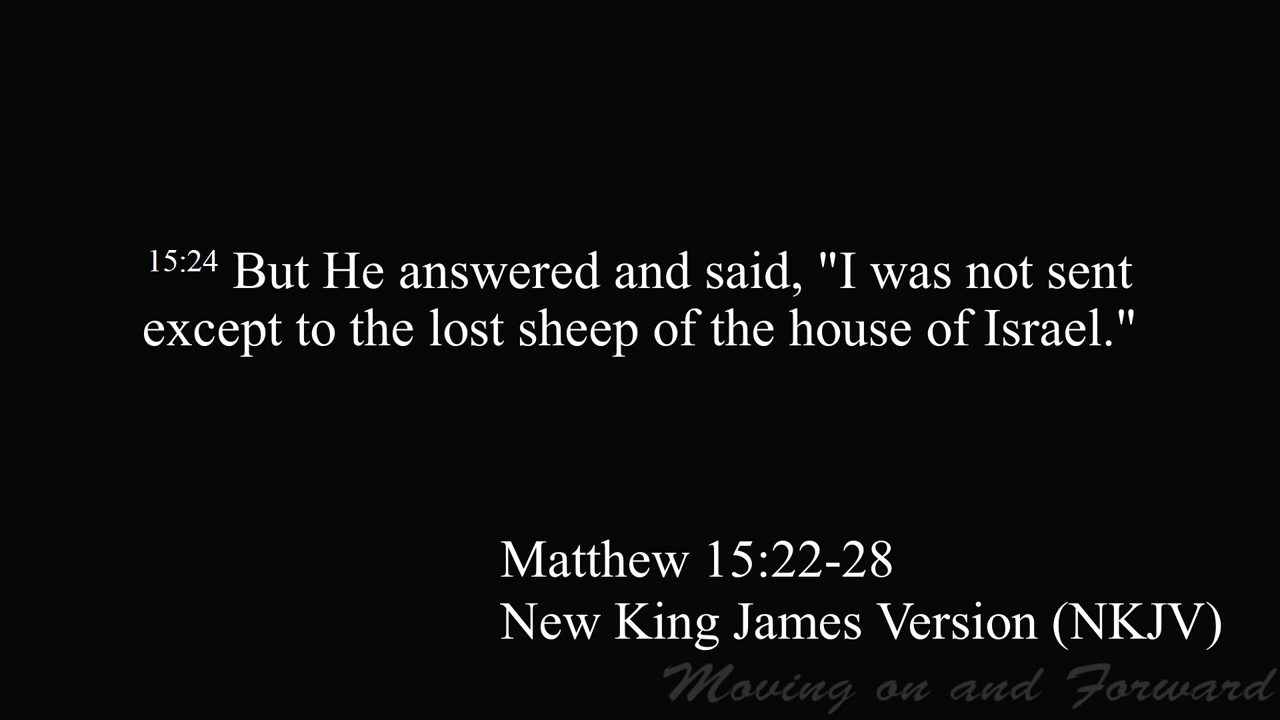 15:24 But He answered and said, "I was not sent
except to the lost sheep of the house of Israel."
Matthew 15:22-28
New King James Version (NKJV)
Moving on and Forward